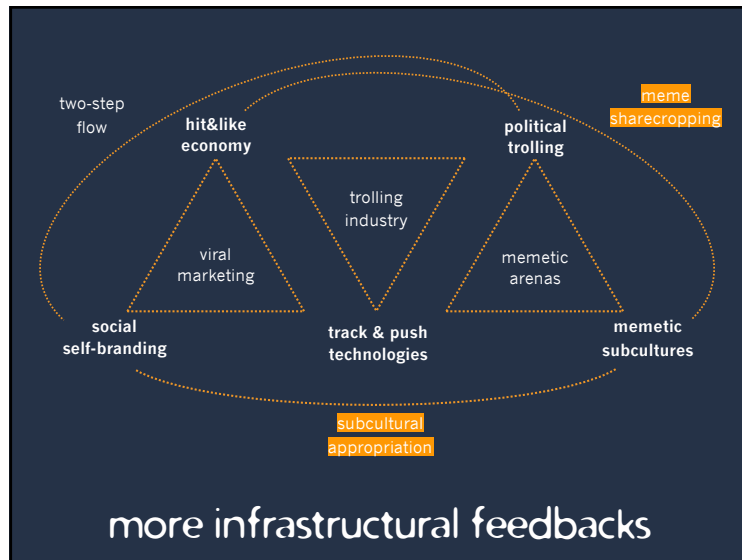 two-step
flow
hit&like
economy
political
trolling
meme
sharecropping
trolling
industry
viral
marketing
memetic
arenas
social
self-branding
track & push
technologies
memetic
subcultures
subcultural
appropriation
more infrastructural feedbacks